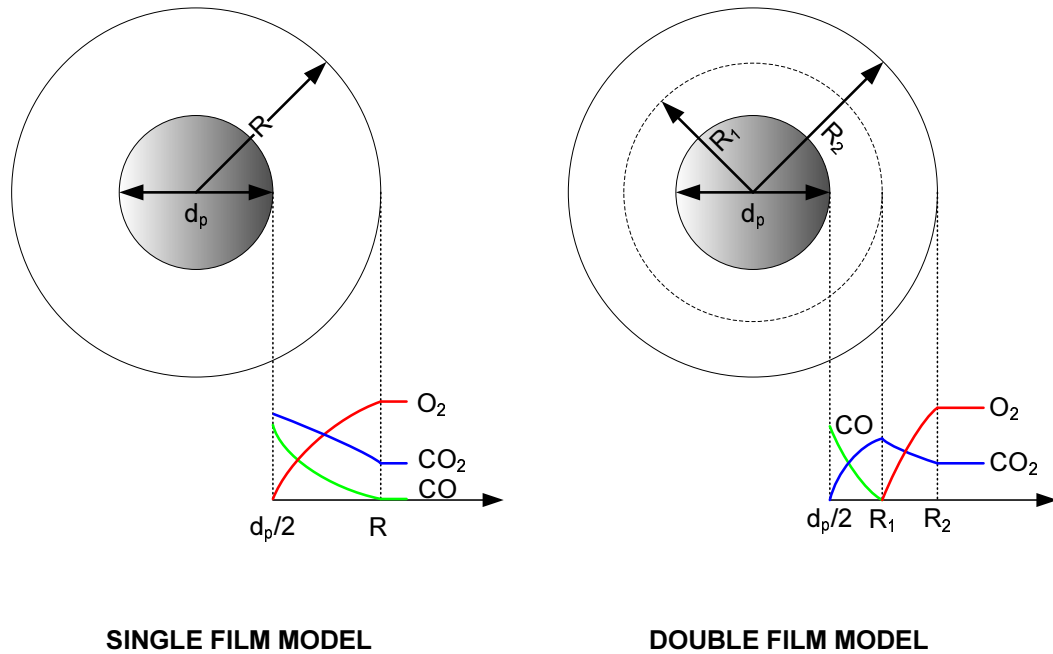 R
dₚ
O₂
CO₂
CO
dₚ/2
R
SINGLE FILM MODEL
R₁
R₂
dₚ
CO
O₂
CO₂
dₚ/2
R₁
R₂
DOUBLE FILM MODEL